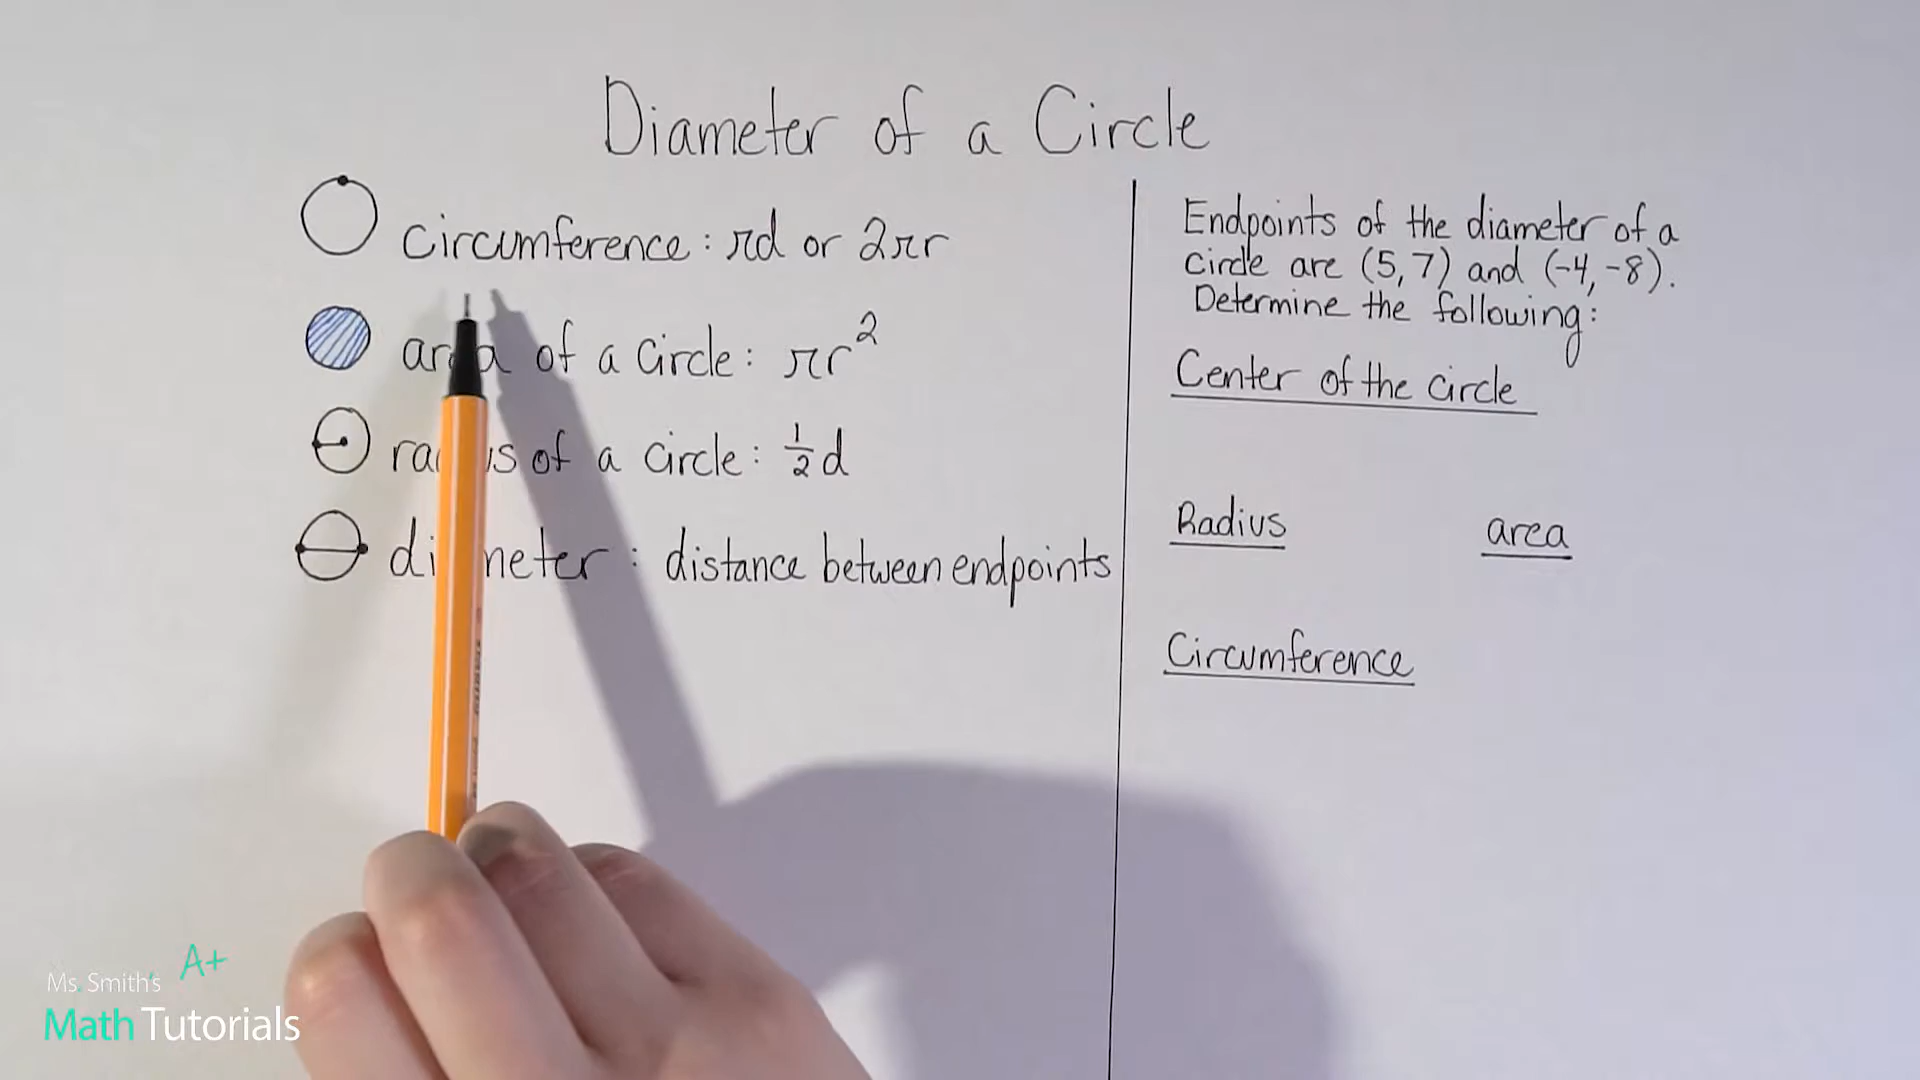 Diameter of a Circle
circumference: πd or 2πr
area of a circle: πr²
of a circle: ½d
: distance between endpoints
Endpoints of the diameter of a
circle are (5,7) and (-4,-8).
Determine the following:
Center of the circle
Radius
area
Circumference
Ms. Smith's A+
Math Tutorials